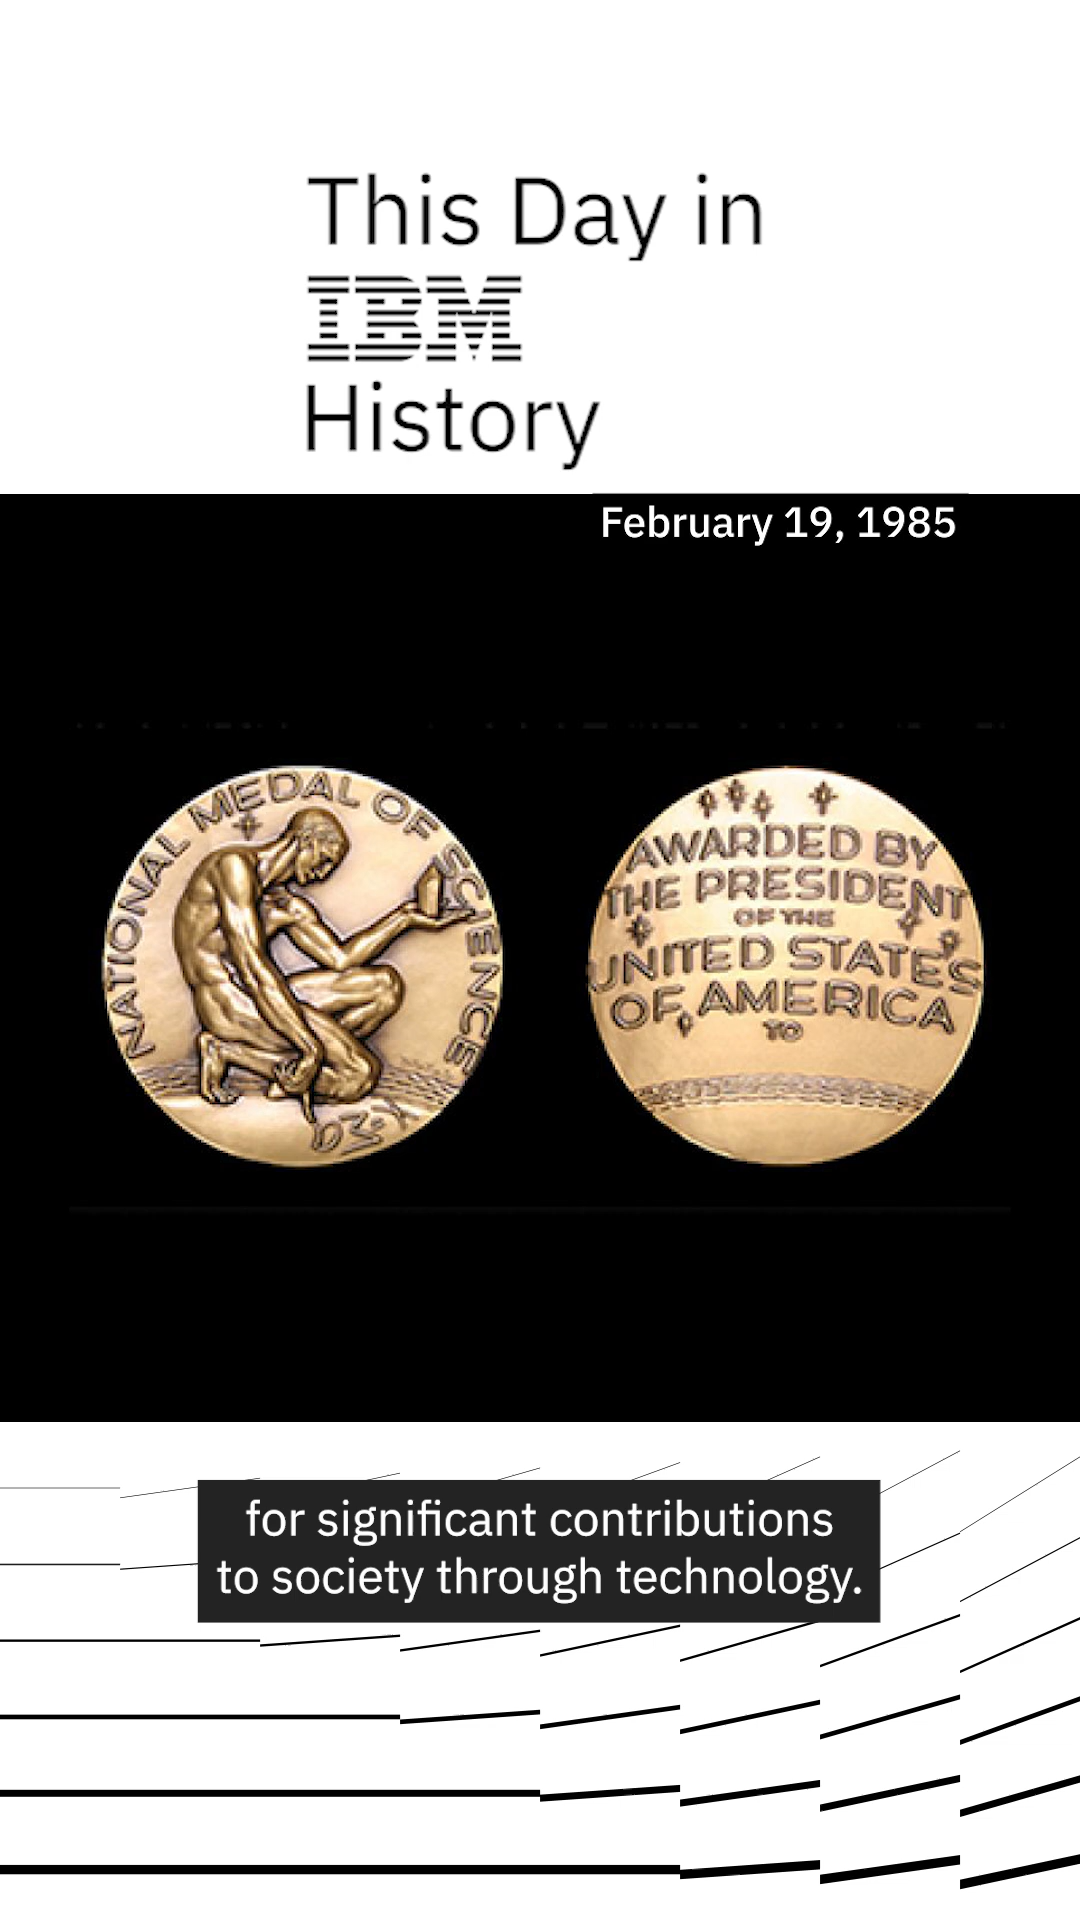 This Day in
IBM
History
February 19, 1985
NATIONAL MEDAL OF SCIENCE
AWARDED BY
THE PRESIDENT
OF THE
UNITED STATES
OF AMERICA
TO
for significant contributions
to society through technology.